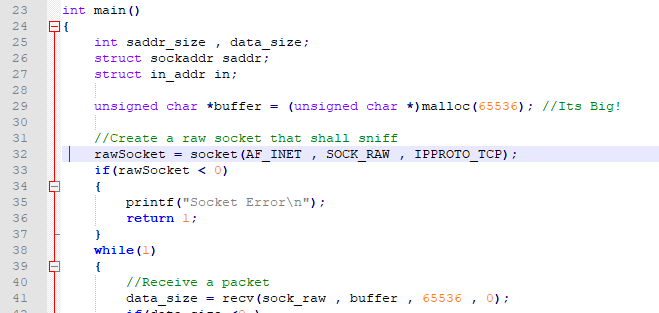 23 int main()
24 {
25 int saddr_size , data_size;
26 struct sockaddr saddr;
27 struct in_addr in;
28
29 unsigned char *buffer = (unsigned char *)malloc(65536); //Its Big!
30
31 //Create a raw socket that shall sniff
32 rawSocket = socket(AF_INET , SOCK_RAW , IPPROTO_TCP);
33 if(rawSocket < 0)
34 {
35 printf("Socket Error\n");
36 return 1;
37 }
38 while(1)
39 {
40 //Receive a packet
41 data_size = recv(sock_raw , buffer , 65536 , 0);